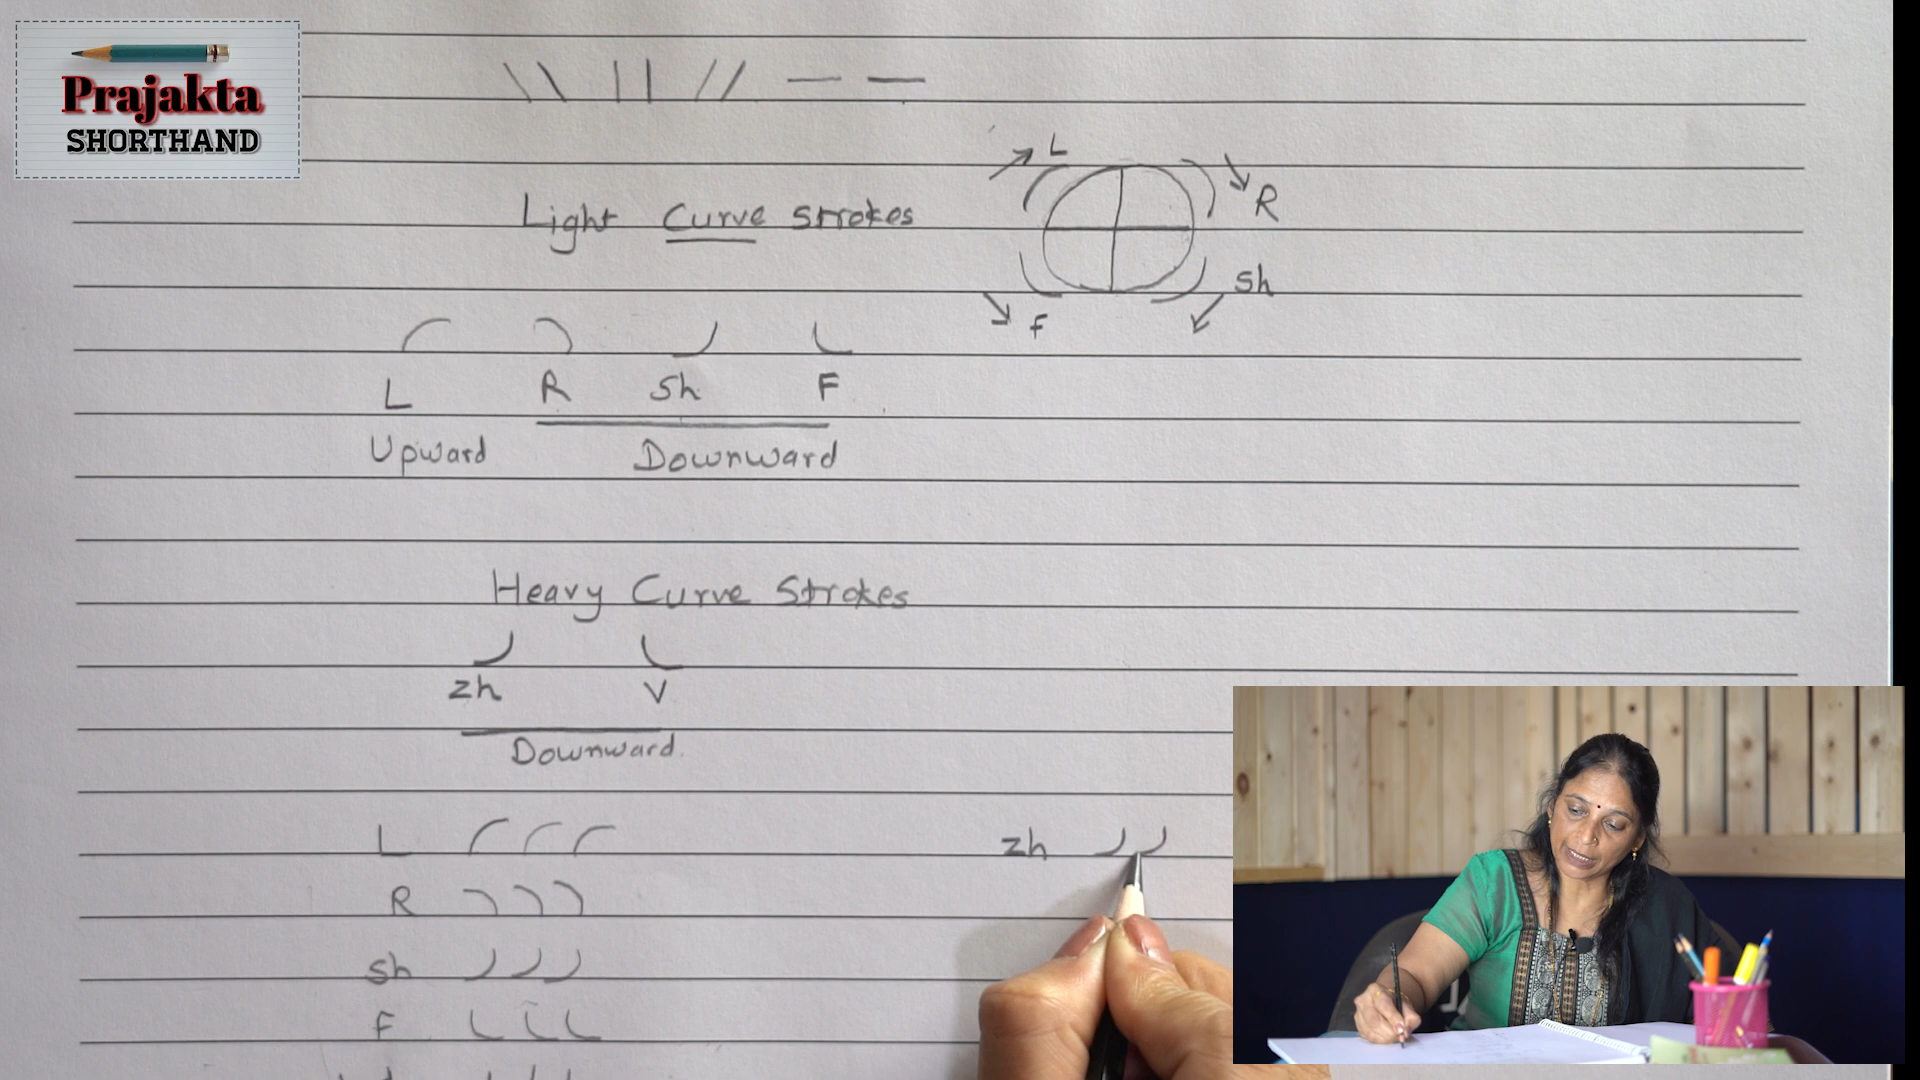 Prajakta
SHORTHAND
L
R
Light Curve Strokes
Sh
F
L R Sh F
Upward Downward
Heavy Curve Strokes
Zh V
Downward.
L
Zh
R
Sh
F